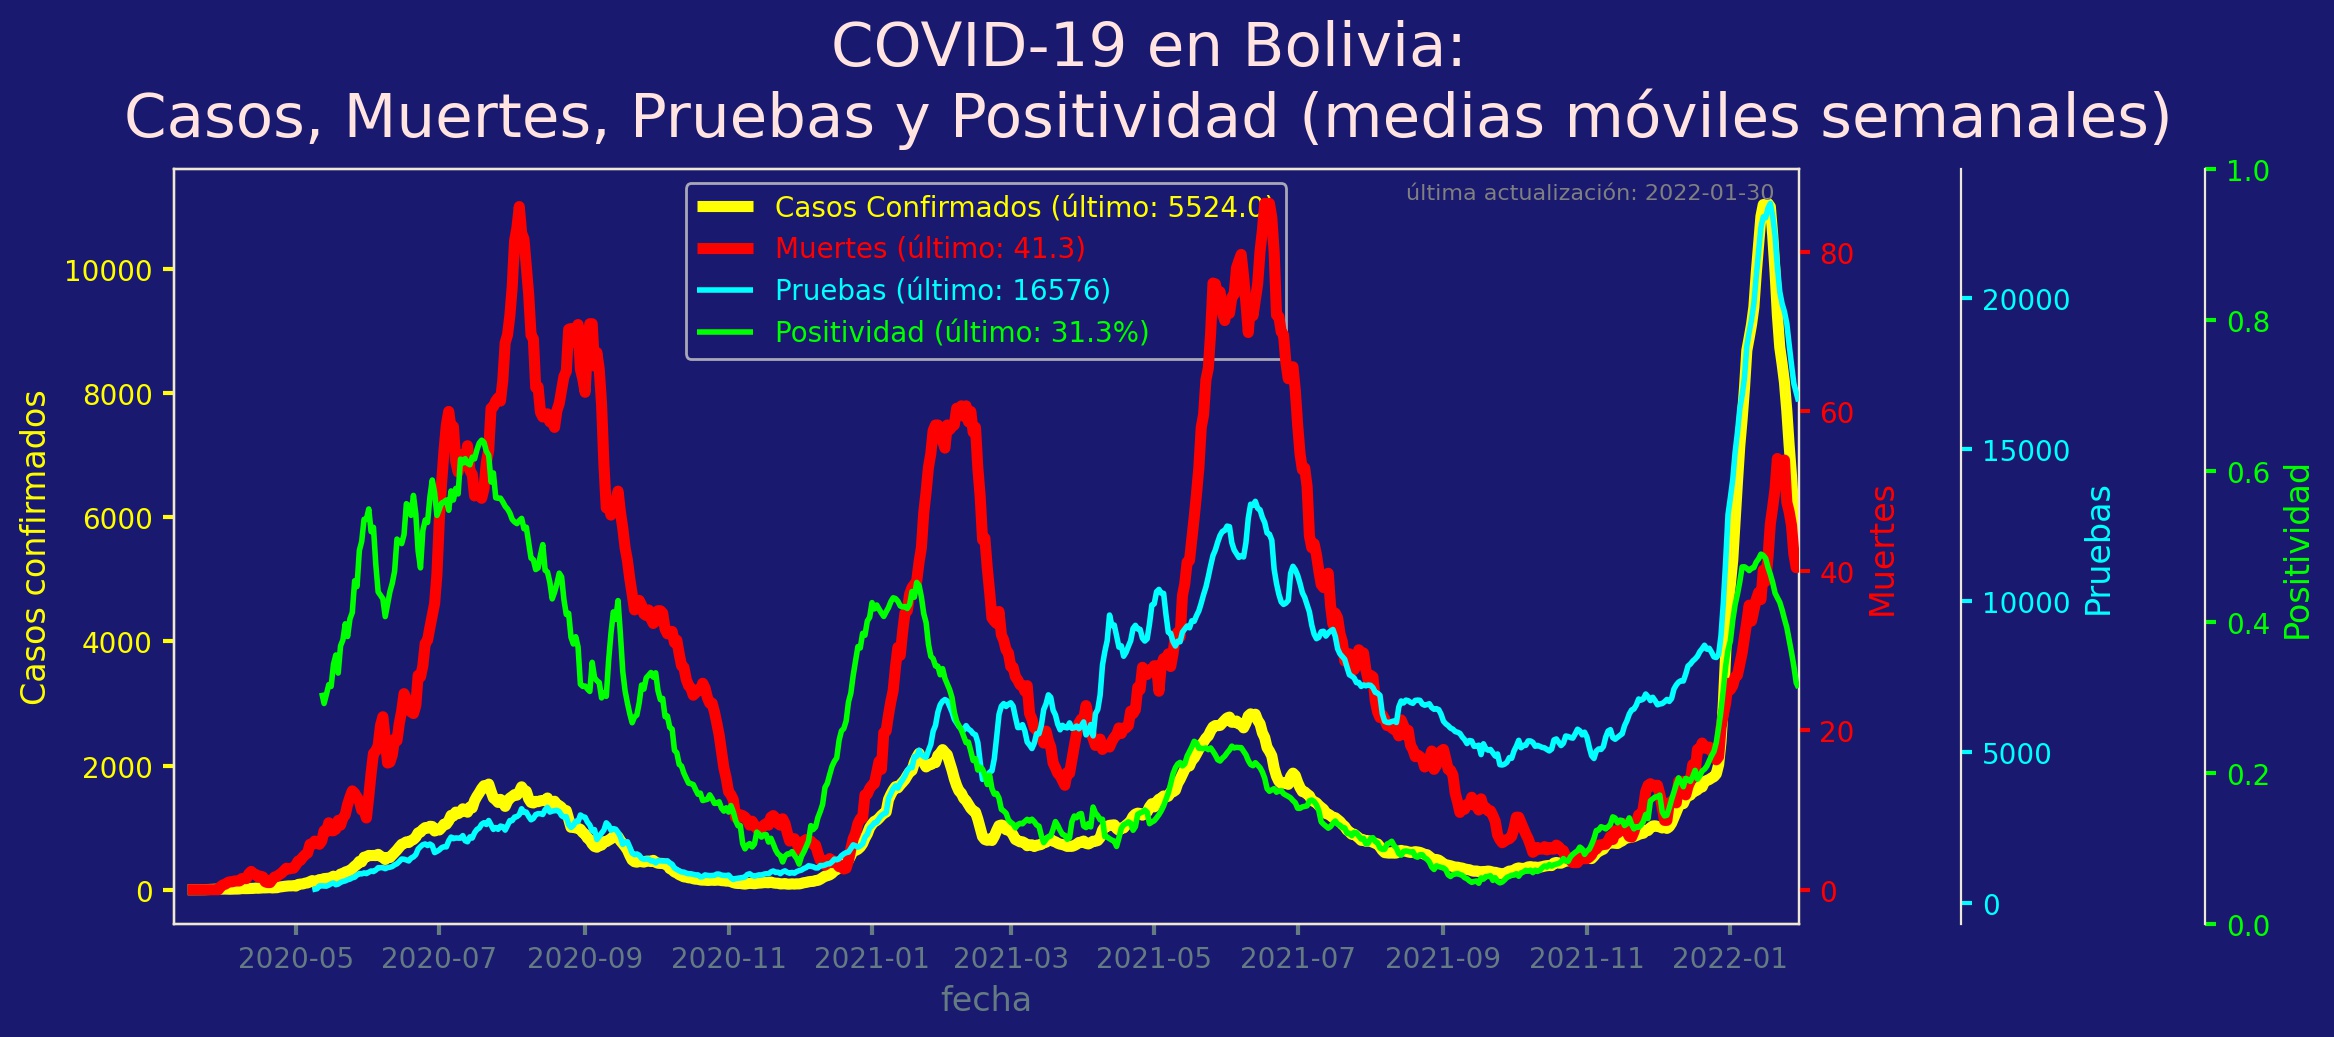 COVID-19 en Bolivia:
Casos, Muertes, Pruebas y Positividad (medias móviles semanales)
última actualización: 2022-01-30
Casos Confirmados (último: 5524.0)
Muertes (último: 41.3)
Pruebas (último: 16576)
Positividad (último: 31.3%)
Casos confirmados
10000
8000
6000
4000
2000
0
80
60
40
20
0
Muertes
20000
15000
10000
5000
0
Pruebas
1.0
0.8
0.6
0.4
0.2
0.0
Positividad
2020-05 2020-07 2020-09 2020-11 2021-01 2021-03 2021-05 2021-07 2021-09 2021-11 2022-01
fecha